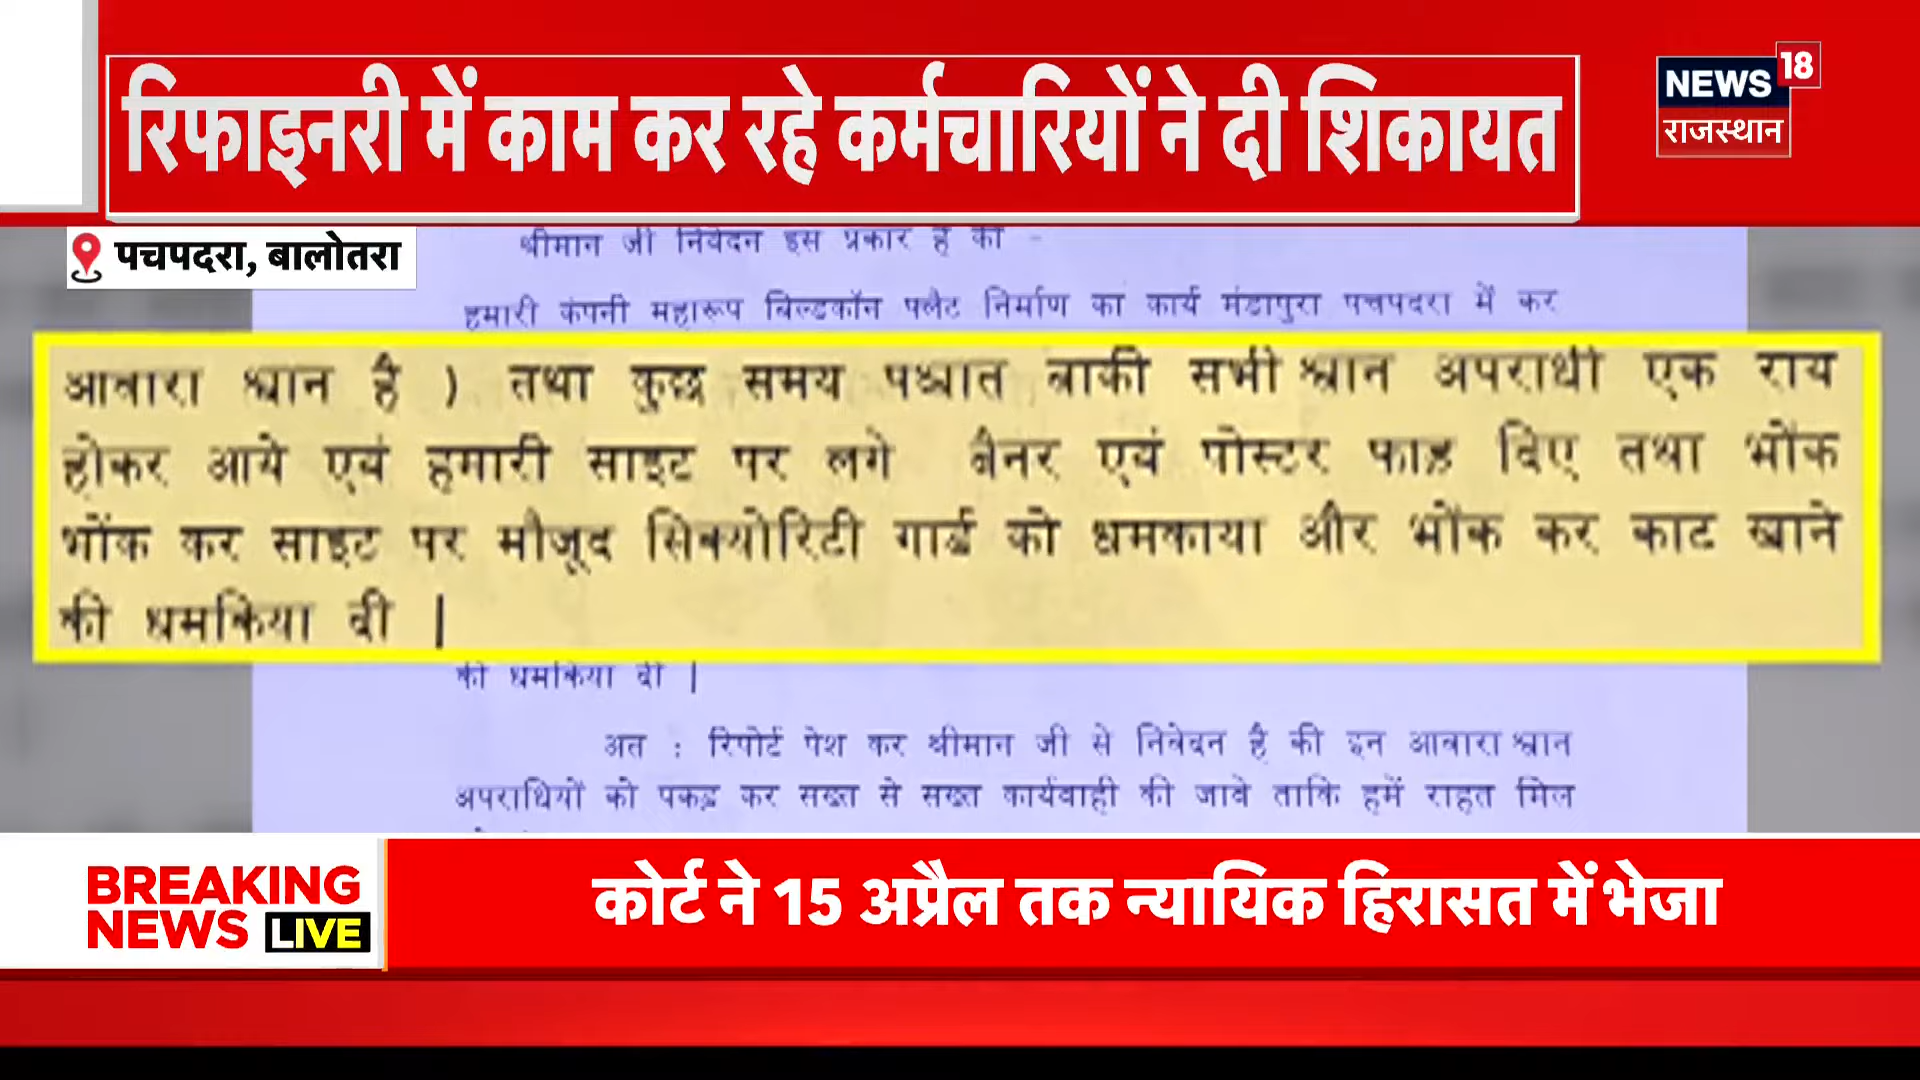 रिफाइनरी में काम कर रहे कर्मचारियों ने दी शिकायत
NEWS 18
राजस्थान
पचपदरा, बालोतरा
श्रीमान जी निवेदन इस प्रकार है की -
हमारी कंपनी महारूप बिल्डकॉन फ्लैट निर्माण का कार्य मंडापुरा पचपदरा में कर
आवारा श्वान है ) तथा कुछ समय पश्चात बाकी सभी श्वान अपराधी एक राय
होकर आये एवं हमारी साइट पर लगे बैनर एवं पोस्टर फाड़ दिए तथा भोंक
भोंक कर साइट पर मौजूद सिक्योरिटी गार्ड को धमकाया और भोंक कर काट खाने
की धमकिया दी |
की धमकिया दी |
अत : रिपोर्ट पेश कर श्रीमान जी से निवेदन है की इन आवारा श्वान
अपराधियों को पकड़ कर सख्त से सख्त कार्यवाही की जावे ताकि हमें राहत मिल
BREAKING
NEWS LIVE
कोर्ट ने 15 अप्रैल तक न्यायिक हिरासत में भेजा